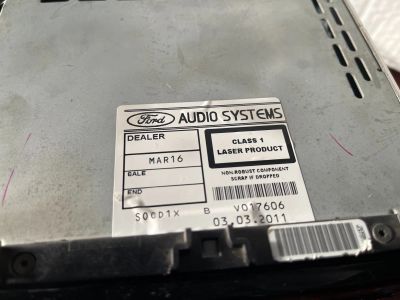 Ford AUDIO SYSTEMS
DEALER
MAR16
SALE
END
CLASS 1
LASER PRODUCT
NON-ROBUST COMPONENT
SCRAP IF DROPPED
SOCD1X B V017606
03.03.2011